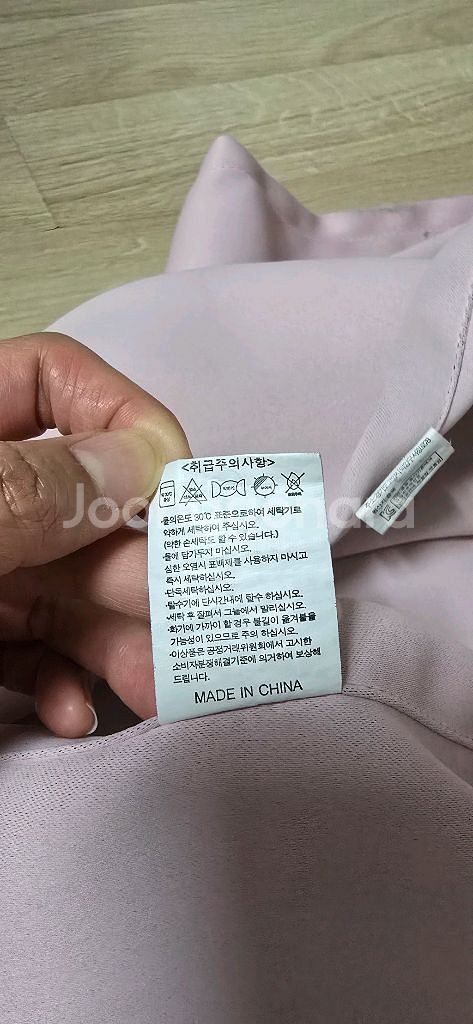 <취급주의사항>
·물의온도 30℃ 표준으로하여 세탁기로
약하게 세탁하여 주십시오.
(약한 손세탁도 할 수 있습니다.)
·물에 담가두지 마십시오.
심한 오염시 표백제를 사용하지 마시고
즉시 세탁하십시오.
·단독세탁하십시오.
·탈수기에 단시간내에 탈수 하십시오.
·세탁 후 잘펴서 그늘에서 말리십시오.
·화기에 가까이 할 경우 불길이 옮겨붙을
가능성이 있으므로 주의 하십시오.
·이상품은 공정거래위원회에서 고시한
소비자분쟁해결기준에 의거하여 보상해
드립니다.
MADE IN CHINA